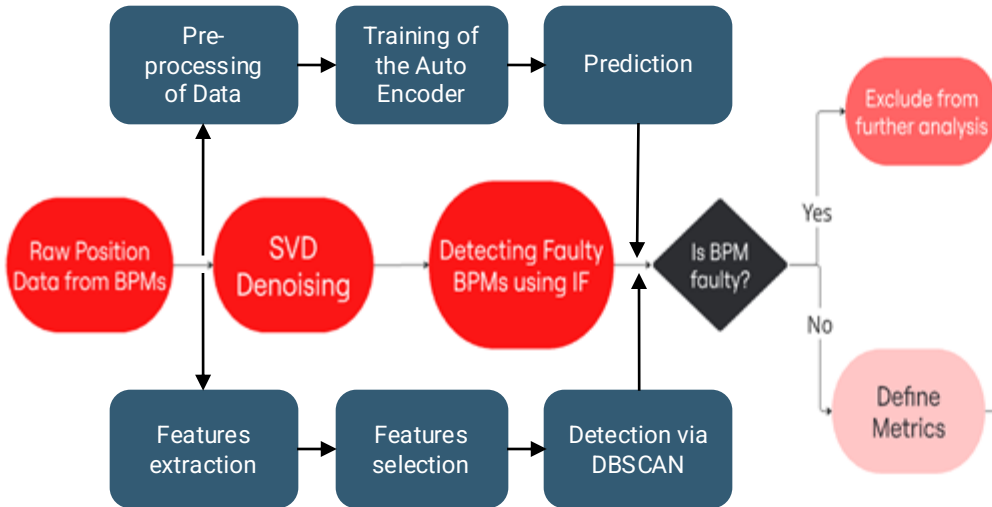 Pre-
processing
of Data
Training of
the Auto
Encoder
Prediction
Exclude from
further analysis
Yes
Raw Position
Data from BPMs
SVD
Denoising
Detecting Faulty
BPMs using IF
Is BPM
faulty?
No
Define
Metrics
Features
extraction
Features
selection
Detection via
DBSCAN